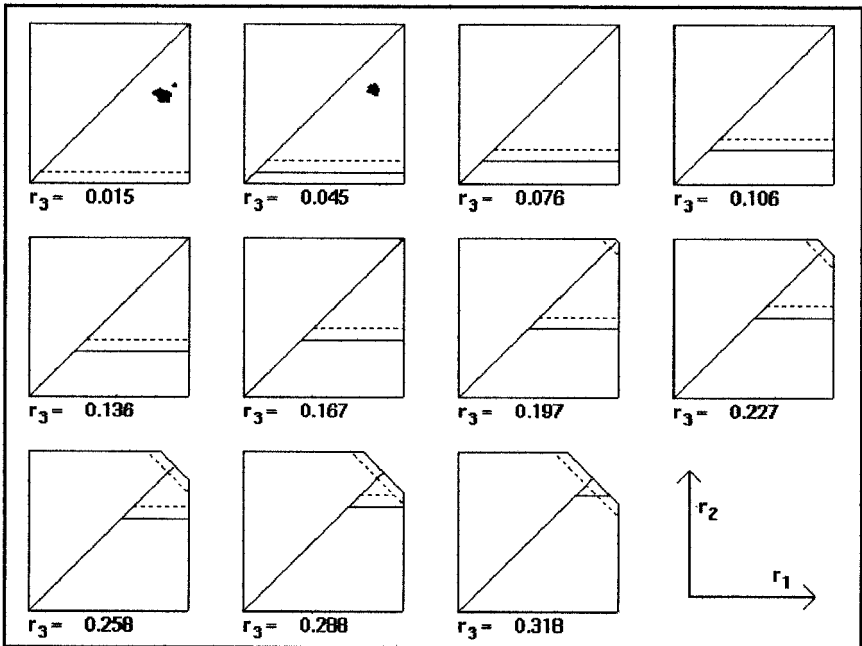 r3 = 0.015
r3 = 0.045
r3 = 0.076
r3 = 0.106
r3 = 0.136
r3 = 0.167
r3 = 0.197
r3 = 0.227
r3 = 0.258
r3 = 0.288
r3 = 0.318
r2
r1